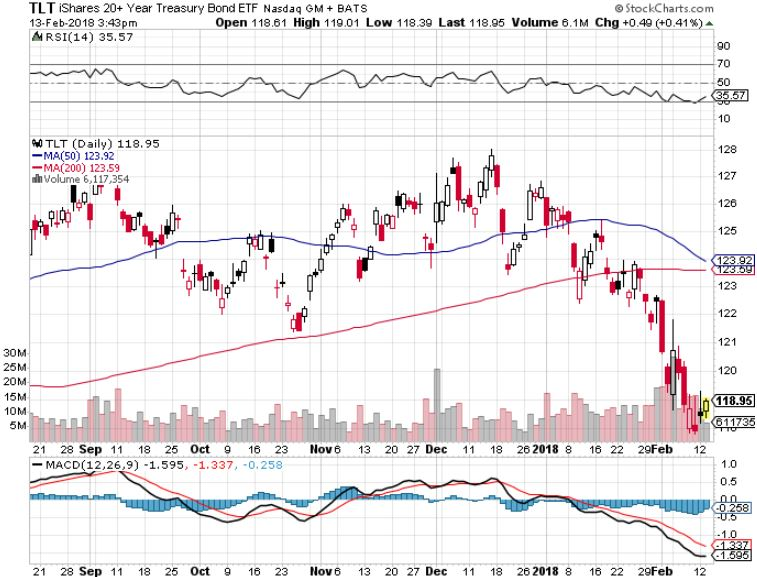 TLT iShares 20+ Year Treasury Bond ETF Nasdaq GM + BATS © StockCharts.com
13-Feb-2018 3:43pm Open 118.61 High 119.01 Low 118.39 Last 118.95 Volume 6.1M Chg +0.49 (+0.41%)
RSI(14) 35.57
90
70
50
35.57
30
10
TLT (Daily) 118.95
MA(50) 123.92
MA(200) 123.59
Volume 6,117,354
128
127
126
125
124
123.92
123.59
123
122
121
120
118.95
6117354
30M
25M
20M
15M
10M
5M
21 28 Sep 11 18 25 Oct 9 16 23 Nov 6 13 20 27 Dec 11 18 26 2018 8 16 22 29 Feb 12
MACD(12,26,9) -1.595, -1.337, -0.258
1.0
0.5
0.0
-0.258
-0.5
-1.0
-1.337
-1.595
21 28 Sep 11 18 25 Oct 9 16 23 Nov 6 13 20 27 Dec 11 18 26 2018 8 16 22 29 Feb 12